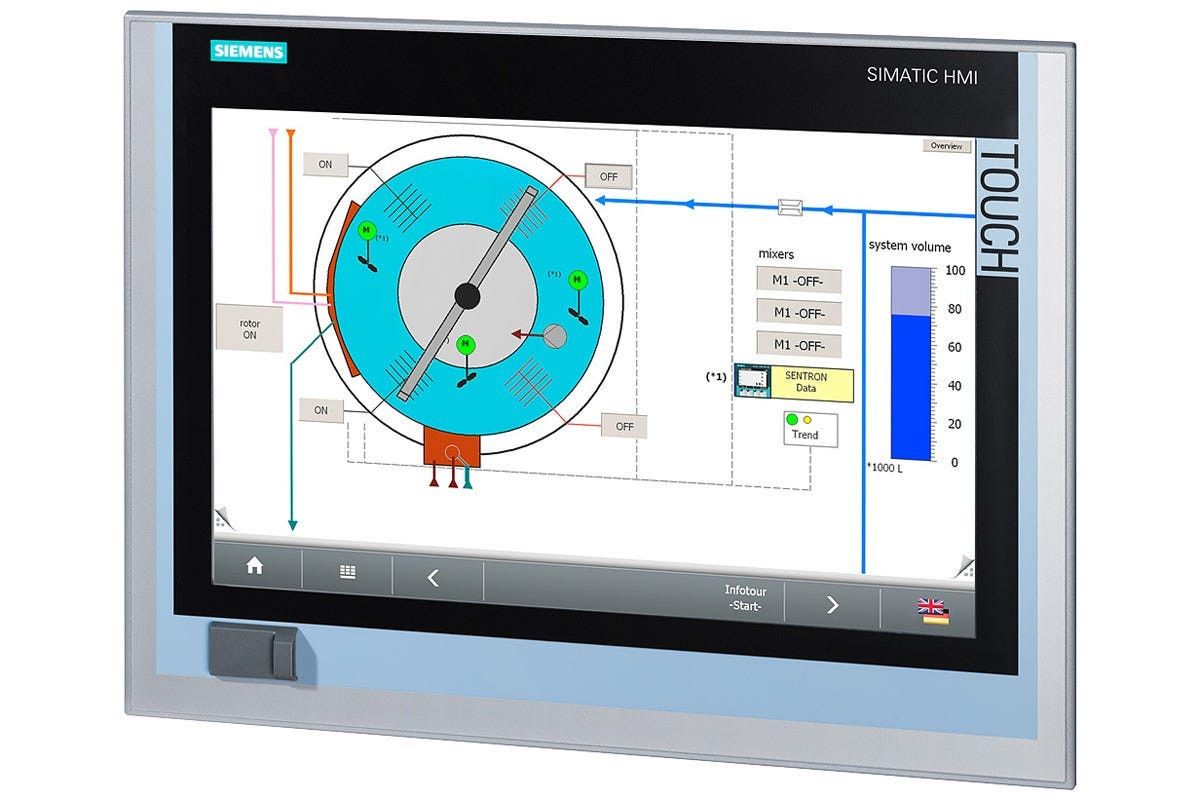 SIEMENS
SIMATIC HMI
TOUCH
Overview
ON
OFF
M
(*1)
(*1)
M
M
rotor
ON
ON
OFF
mixers
M1 -OFF-
M1 -OFF-
M1 -OFF-
(*1)
SENTRON
Data
Trend
system volume
100
80
60
40
20
0
*1000 L
Infotour
-Start-